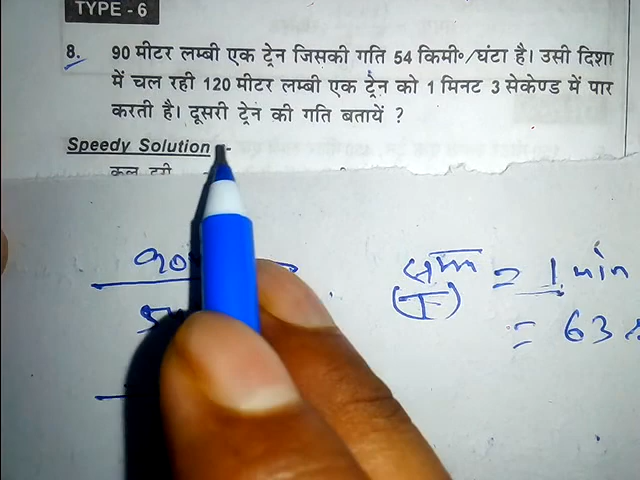 TYPE - 6
8. 90 मीटर लम्बी एक ट्रेन जिसकी गति 54 किमी०/घंटा है। उसी दिशा
में चल रही 120 मीटर लम्बी एक ट्रेन को 1 मिनट 3 सेकेण्ड में पार
करती है। दूसरी ट्रेन की गति बतायें ?
Speedy Solution :-
90
समय = 1 min
(T) = 63